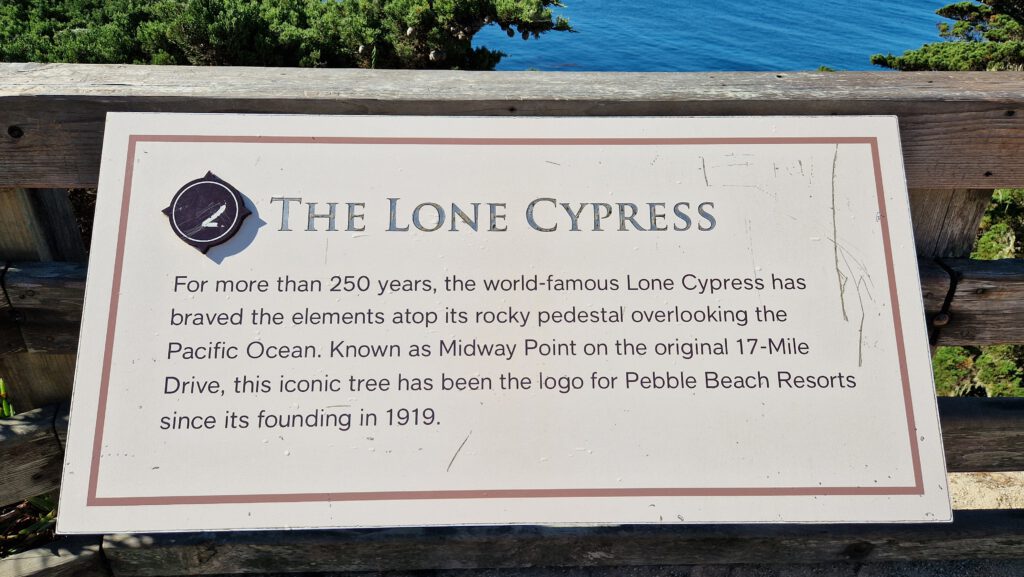 THE LONE CYPRESS
For more than 250 years, the world-famous Lone Cypress has
braved the elements atop its rocky pedestal overlooking the
Pacific Ocean. Known as Midway Point on the original 17-Mile
Drive, this iconic tree has been the logo for Pebble Beach Resorts
since its founding in 1919.